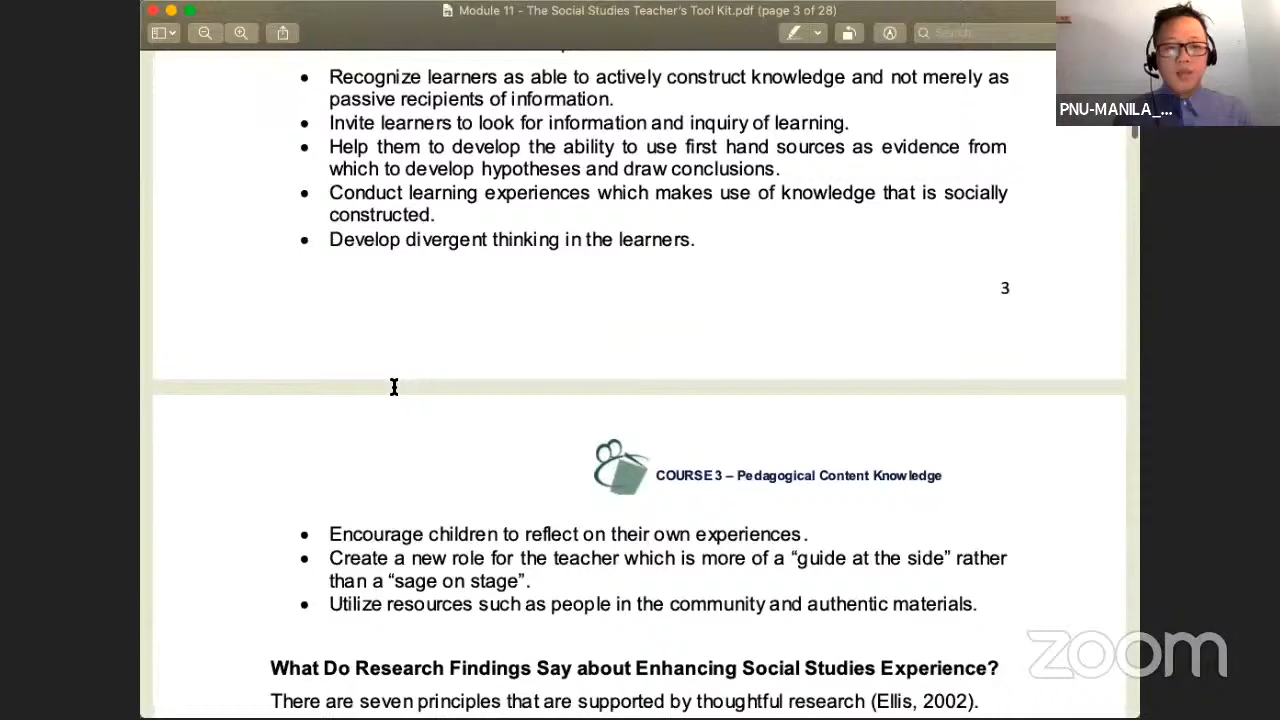 Module 11 - The Social Studies Teacher's Tool Kit.pdf (page 3 of 28)
Search
PNU-MANILA_...
• Recognize learners as able to actively construct knowledge and not merely as
passive recipients of information.
• Invite learners to look for information and inquiry of learning.
• Help them to develop the ability to use first hand sources as evidence from
which to develop hypotheses and draw conclusions.
• Conduct learning experiences which makes use of knowledge that is socially
constructed.
• Develop divergent thinking in the learners.
3
COURSE 3 – Pedagogical Content Knowledge
• Encourage children to reflect on their own experiences.
• Create a new role for the teacher which is more of a “guide at the side” rather
than a “sage on stage”.
• Utilize resources such as people in the community and authentic materials.
zoom
What Do Research Findings Say about Enhancing Social Studies Experience?
There are seven principles that are supported by thoughtful research (Ellis, 2002).